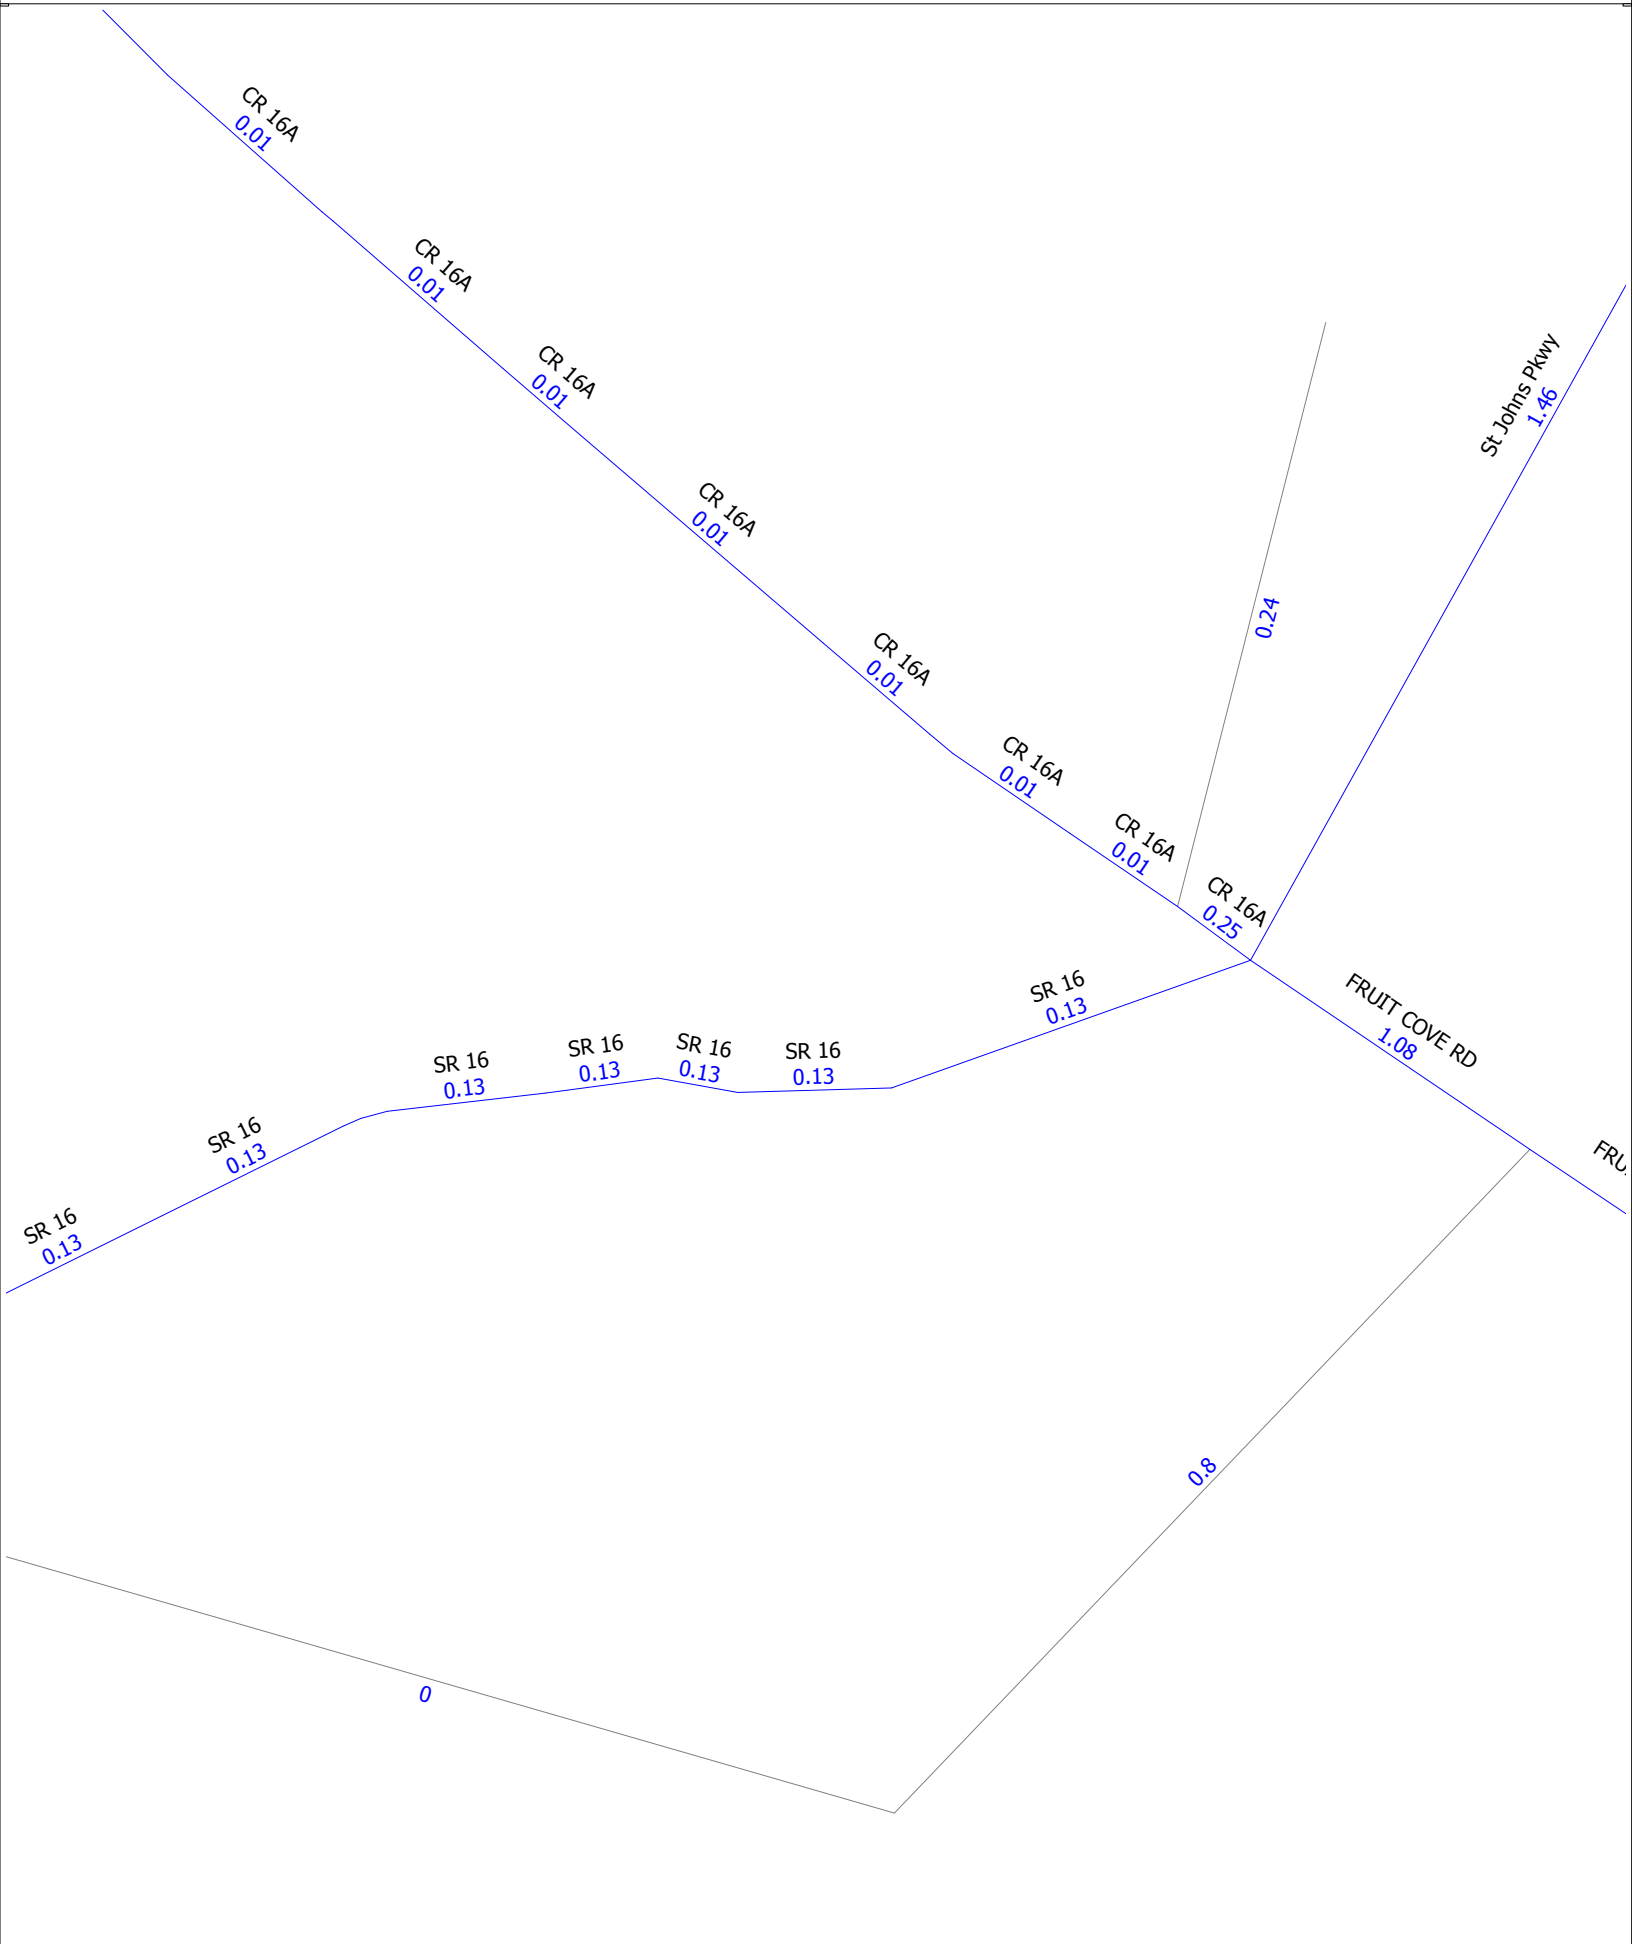 CR 16A
0.01
CR 16A
0.01
St Johns Pkwy
1.46
CR 16A
0.01
CR 16A
0.01
0.24
CR 16A
0.01
CR 16A
0.01
CR 16A
0.01
CR 16A
0.25
SR 16
0.13
FRUIT COVE RD
1.08
SR 16
0.13
SR 16
0.13
SR 16
0.13
SR 16
0.13
SR 16
0.13
FRU
SR 16
0.13
0.8
0